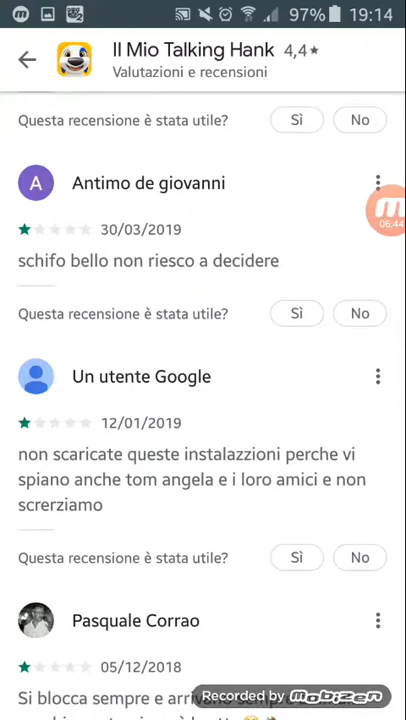 97% 19:14
Il Mio Talking Hank 4,4★
Valutazioni e recensioni
Questa recensione è stata utile? Sì No
A Antimo de giovanni
06:44
30/03/2019
schifo bello non riesco a decidere
Questa recensione è stata utile? Sì No
Un utente Google
12/01/2019
non scaricate queste instalazzioni perche vi
spiano anche tom angela e i loro amici e non
screrziamo
Questa recensione è stata utile? Sì No
Pasquale Corrao
05/12/2018
Recorded by mobizen
Si blocca sempre e